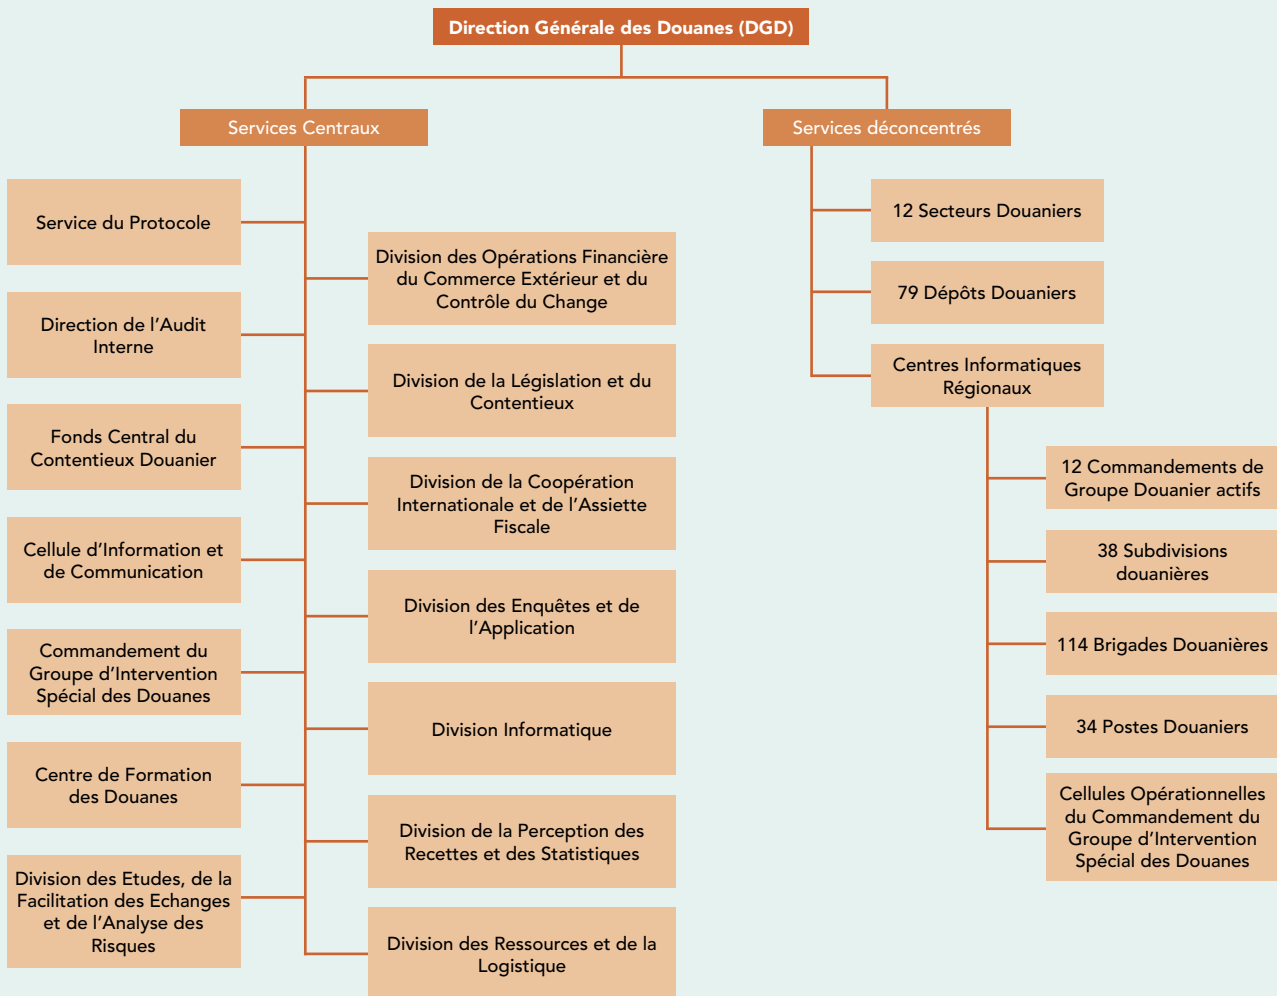 Direction Générale des Douanes (DGD)
Services Centraux
Service du Protocole
Direction de l’Audit
Interne
Fonds Central du
Contentieux Douanier
Cellule d’Information et
de Communication
Commandement du
Groupe d’Intervention
Spécial des Douanes
Centre de Formation
des Douanes
Division des Etudes, de la
Facilitation des Echanges
et de l’Analyse des
Risques
Division des Opérations Financière
du Commerce Extérieur et du
Contrôle du Change
Division de la Législation et du
Contentieux
Division de la Coopération
Internationale et de l’Assiette
Fiscale
Division des Enquêtes et de
l’Application
Division Informatique
Division de la Perception des
Recettes et des Statistiques
Division des Ressources et de la
Logistique
Services déconcentrés
12 Secteurs Douaniers
79 Dépôts Douaniers
Centres Informatiques
Régionaux
12 Commandements de
Groupe Douanier actifs
38 Subdivisions
douanières
114 Brigades Douanières
34 Postes Douaniers
Cellules Opérationnelles
du Commandement du
Groupe d’Intervention
Spécial des Douanes